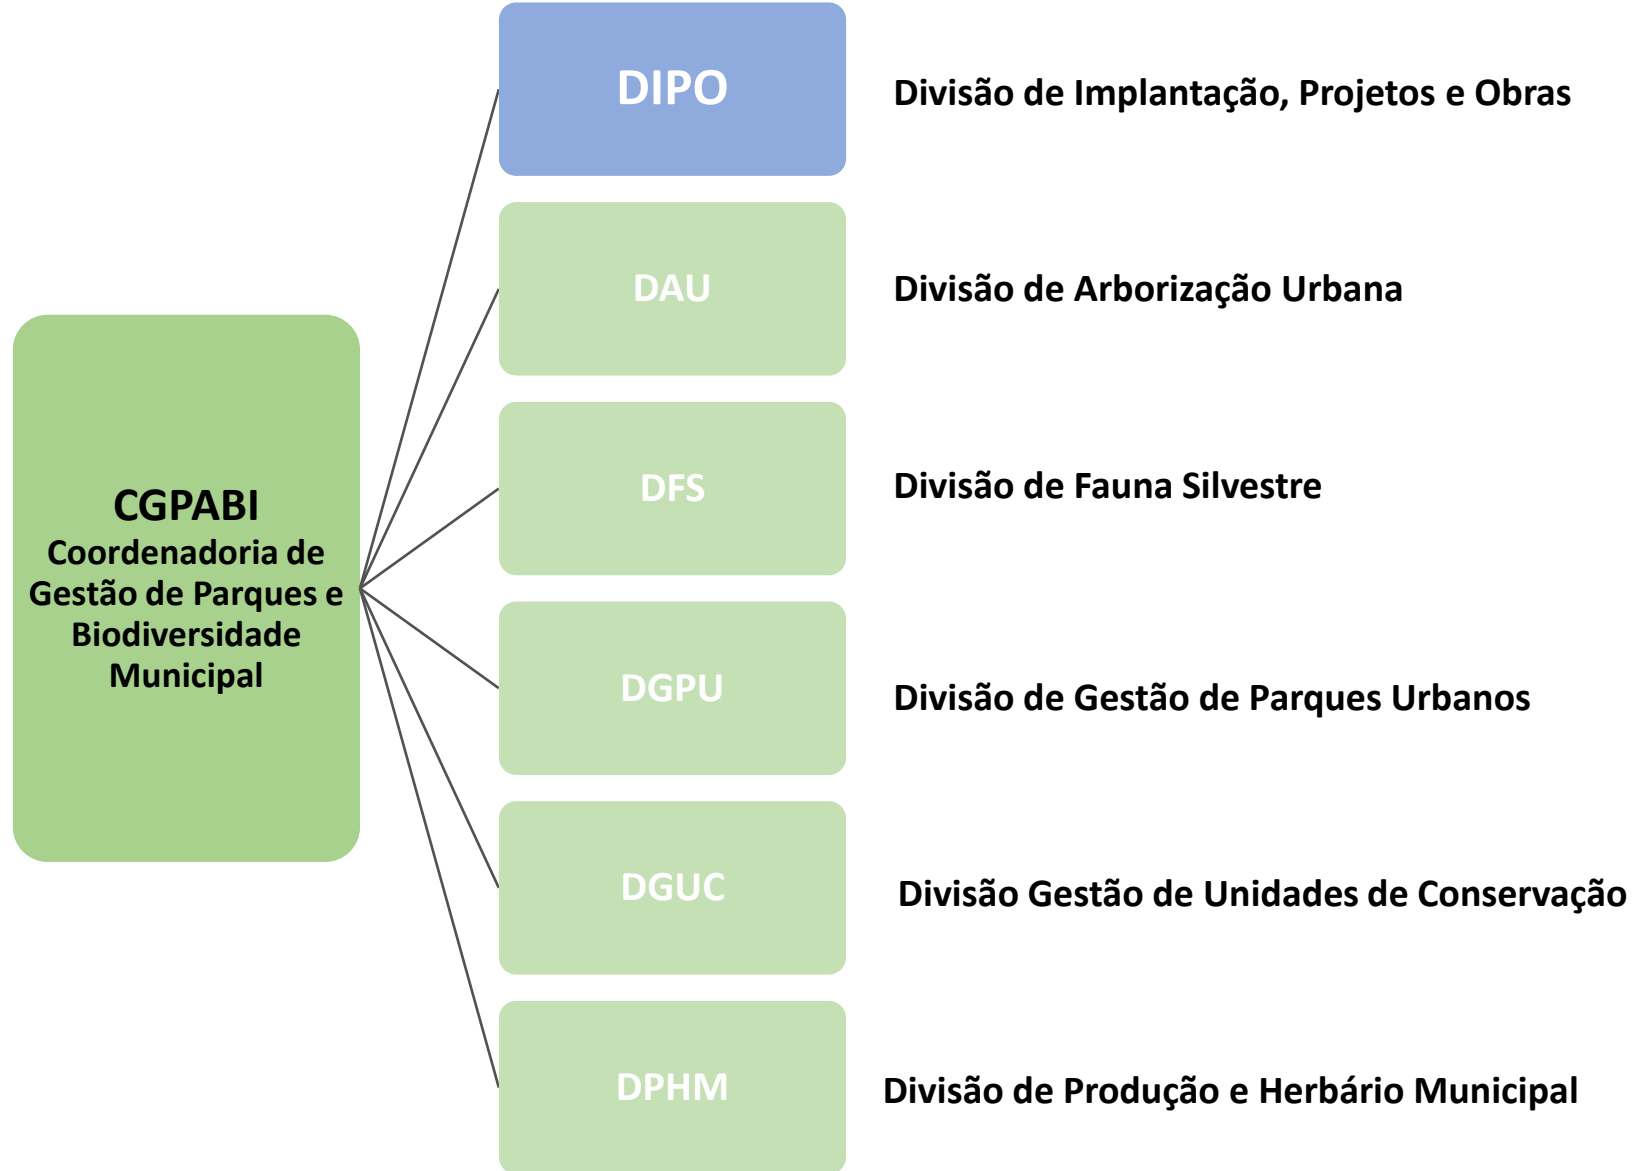 DIPO
Divisão de Implantação, Projetos e Obras
DAU
Divisão de Arborização Urbana
DFS
Divisão de Fauna Silvestre
CGPABI
Coordenadoria de
Gestão de Parques e
Biodiversidade
Municipal
DGPU
Divisão de Gestão de Parques Urbanos
DGUC
Divisão Gestão de Unidades de Conservação
DPHM
Divisão de Produção e Herbário Municipal